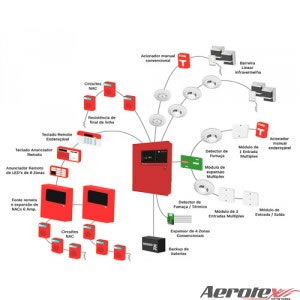 Acionador manual
convencional
Circuitos
NAC
Barreira
Linear
infravermelha
Resistência de
final de linha
Teclado Remoto
Endereçável
Teclado Anunciador
Remoto
Detector de
Fumaça
Módulo de 1
Entrada Multiplex
Acionador
manual
endereçável
Módulo de
expansão
Multiplex
Anunciador Remoto
de LED's de 8 Zonas
Fonte remota
e expansão de
NACs 6 Amp.
Detector de
Fumaça / Térmico
Módulo de 2
Entradas Multiplex
Módulo de
Entrada / Saída
Expansor de 4 Zonas
Convencionais
Circuitos
NAC
Backup de
baterias
Aerotex